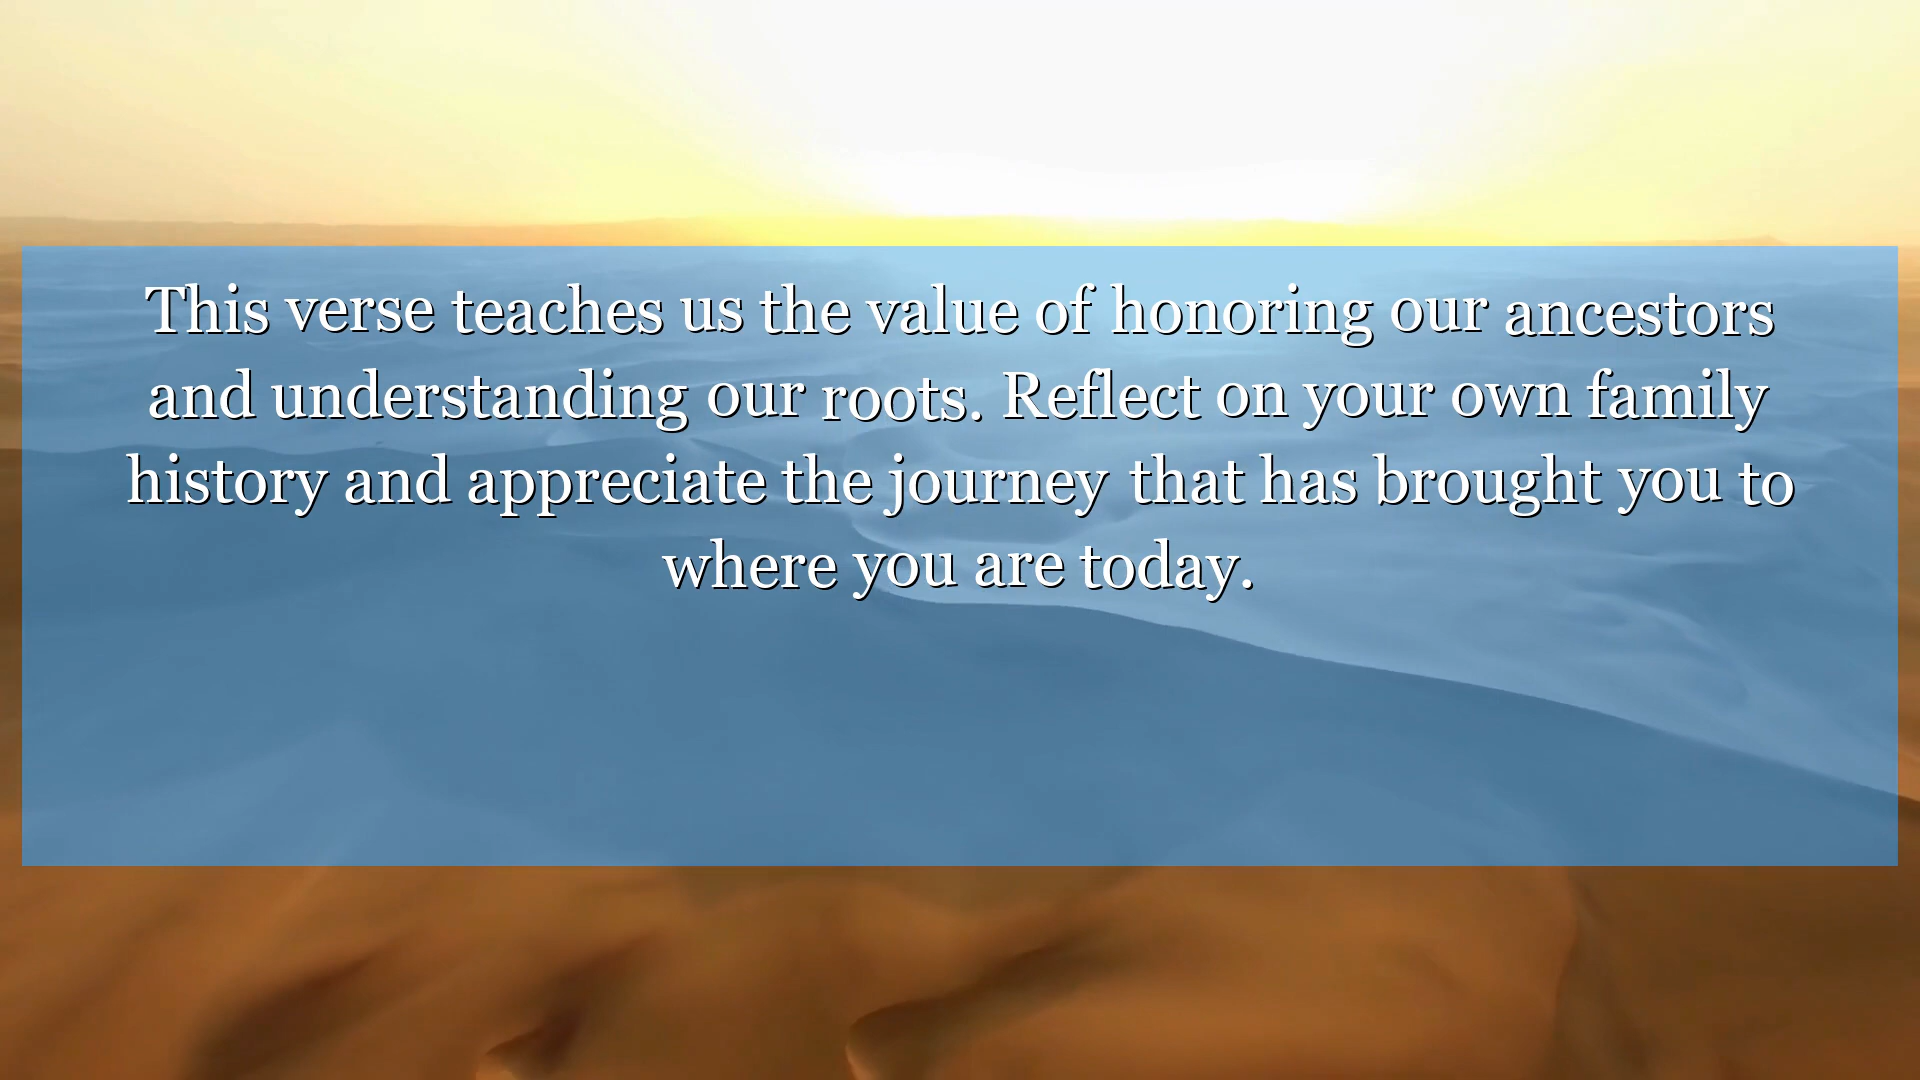 This verse teaches us the value of honoring our ancestors
and understanding our roots. Reflect on your own family
history and appreciate the journey that has brought you to
where you are today.